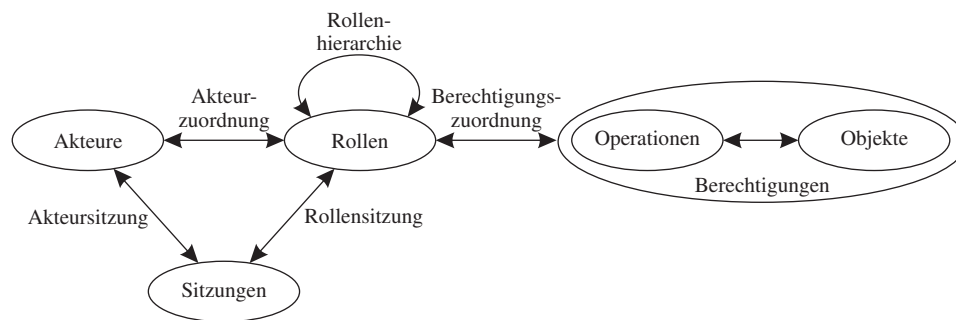 Rollen-
hierarchie
Akteur-
zuordnung
Berechtigungs-
zuordnung
Akteure
Rollen
Operationen
Objekte
Berechtigungen
Akteursitzung
Rollensitzung
Sitzungen